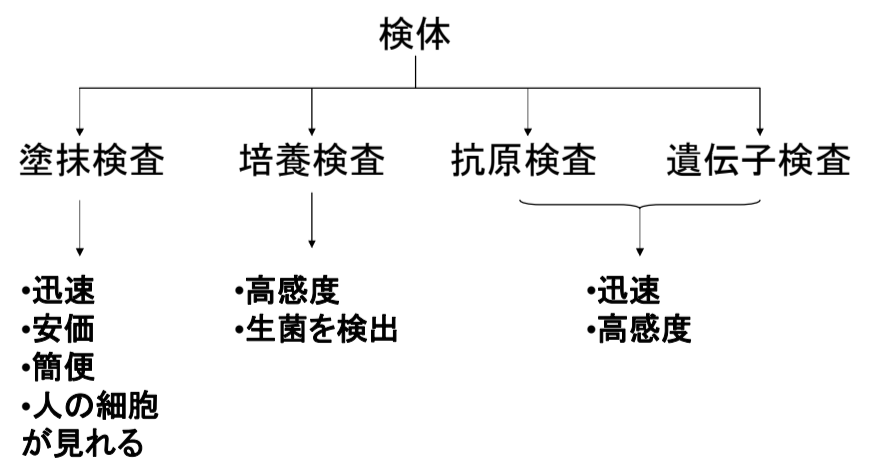 検体
塗抹検査
培養検査
抗原検査
遺伝子検査
•迅速
•安価
•簡便
•人の細胞
が見れる
•高感度
•生菌を検出
•迅速
•高感度